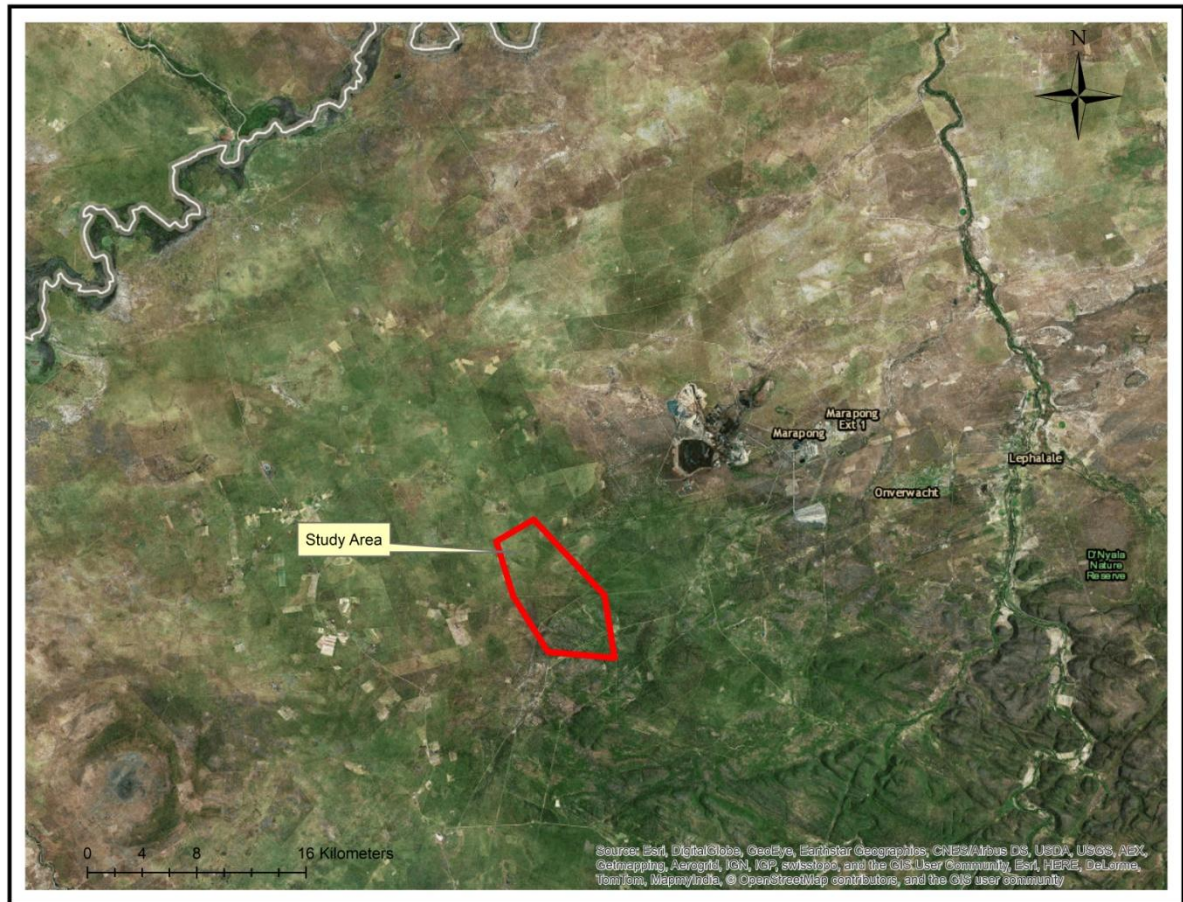 N
Marapong
Ext 1
Marapong
Lephalale
Onverwacht
Study Area
D'Nyala
Nature
Reserve
0 4 8 16 Kilometers
Source: Esri, DigitalGlobe, GeoEye, Earthstar Geographics, CNES/Airbus DS, USDA, USGS, AEX,
Getmapping, Aerogrid, IGN, IGP, swisstopo, and the GIS User Community, Esri, HERE, DeLorme,
TomTom, MapmyIndia, © OpenStreetMap contributors, and the GIS user community